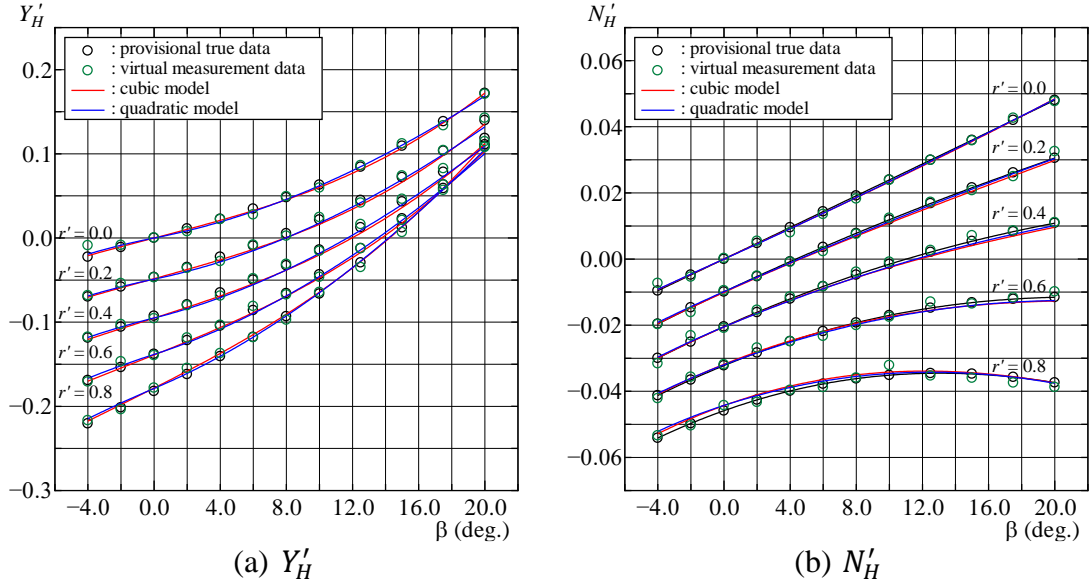 Y′_H
0.2
0.1
0.0
−0.1
−0.2
−0.3
: provisional true data
: virtual measurement data
: cubic model
: quadratic model
r′ = 0.0
r′ = 0.2
r′ = 0.4
r′ = 0.6
r′ = 0.8
−4.0 0.0 4.0 8.0 12.0 16.0 20.0
β (deg.)
(a) Y′_H
N′_H
0.06
0.04
0.02
0.00
−0.02
−0.04
−0.06
: provisional true data
: virtual measurement data
: cubic model
: quadratic model
r′ = 0.0
r′ = 0.2
r′ = 0.4
r′ = 0.6
r′ = 0.8
−4.0 0.0 4.0 8.0 12.0 16.0 20.0
β (deg.)
(b) N′_H